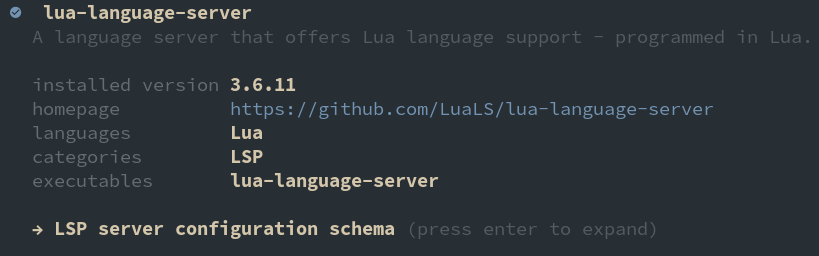 lua-language-server
A language server that offers Lua language support - programmed in Lua.
installed version 3.6.11
homepage https://github.com/LuaLS/lua-language-server
languages Lua
categories LSP
executables lua-language-server
→ LSP server configuration schema (press enter to expand)